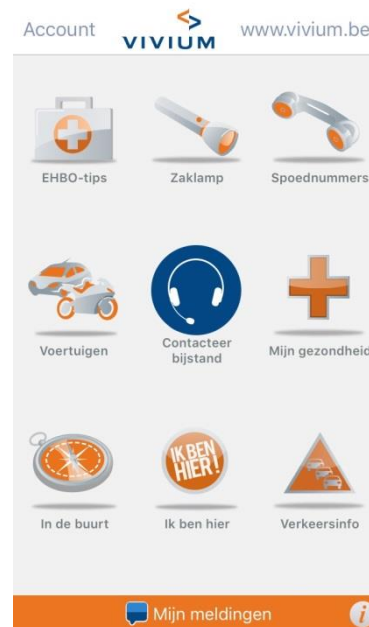 Account
VIVIUM
www.vivium.be
EHBO-tips
Zaklamp
Spoednummers
Voertuigen
Contacteer
bijstand
Mijn gezondheid
IK BEN
HIER!
In de buurt
Ik ben hier
Verkeersinfo
Mijn meldingen
i